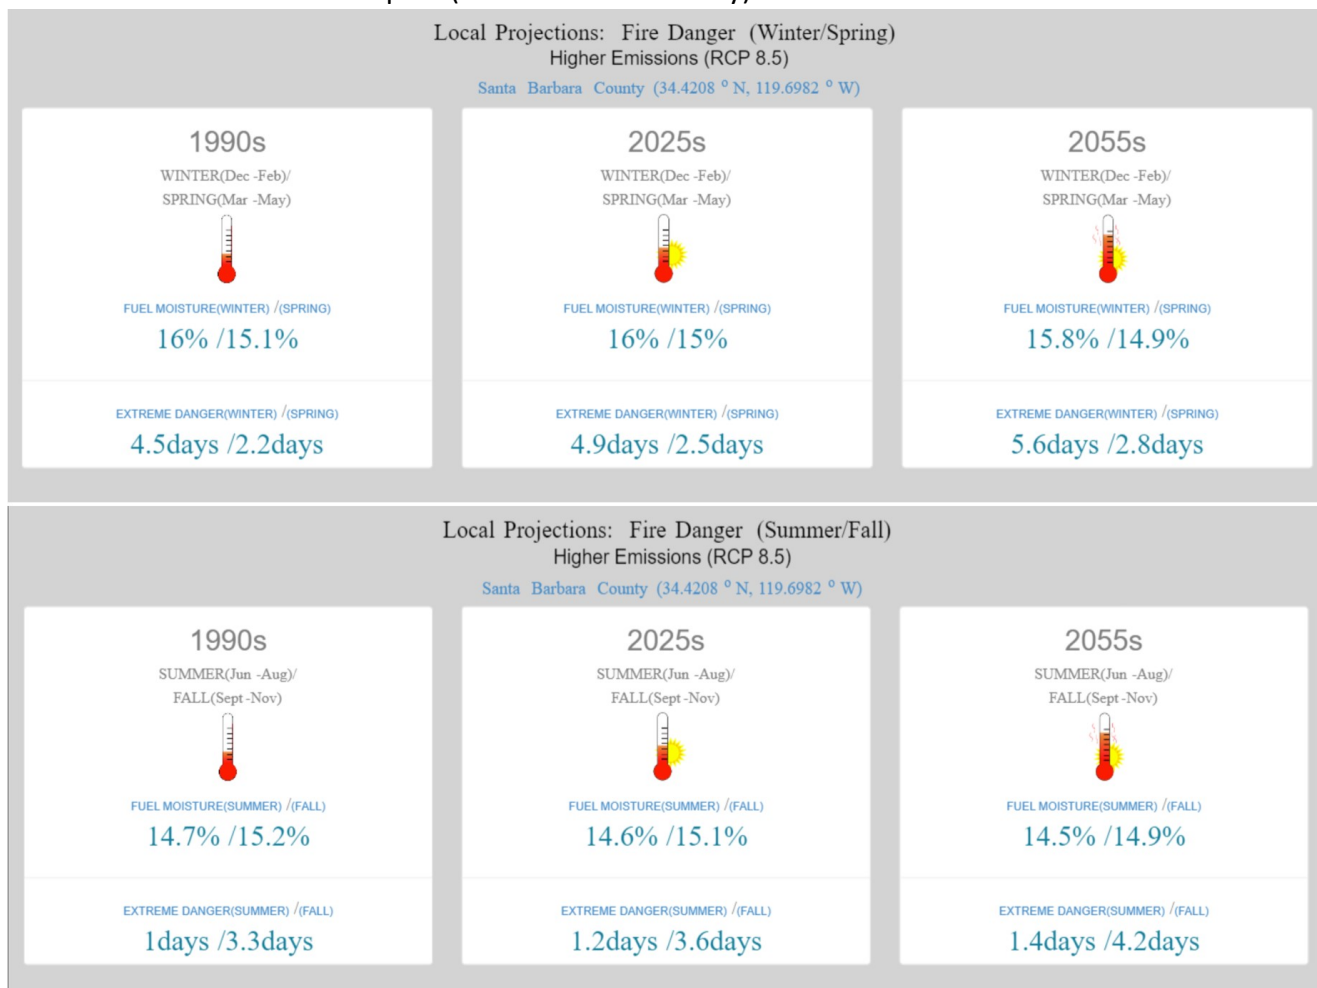 Local Projections: Fire Danger (Winter/Spring)
Higher Emissions (RCP 8.5)
Santa Barbara County (34.4208 ° N, 119.6982 ° W)
1990s
WINTER(Dec -Feb)/
SPRING(Mar -May)
FUEL MOISTURE(WINTER) /(SPRING)
16% /15.1%
EXTREME DANGER(WINTER) /(SPRING)
4.5days /2.2days
2025s
WINTER(Dec -Feb)/
SPRING(Mar -May)
FUEL MOISTURE(WINTER) /(SPRING)
16% /15%
EXTREME DANGER(WINTER) /(SPRING)
4.9days /2.5days
2055s
WINTER(Dec -Feb)/
SPRING(Mar -May)
FUEL MOISTURE(WINTER) /(SPRING)
15.8% /14.9%
EXTREME DANGER(WINTER) /(SPRING)
5.6days /2.8days
Local Projections: Fire Danger (Summer/Fall)
Higher Emissions (RCP 8.5)
Santa Barbara County (34.4208 ° N, 119.6982 ° W)
1990s
SUMMER(Jun -Aug)/
FALL(Sept -Nov)
FUEL MOISTURE(SUMMER) /(FALL)
14.7% /15.2%
EXTREME DANGER(SUMMER) /(FALL)
1days /3.3days
2025s
SUMMER(Jun -Aug)/
FALL(Sept -Nov)
FUEL MOISTURE(SUMMER) /(FALL)
14.6% /15.1%
EXTREME DANGER(SUMMER) /(FALL)
1.2days /3.6days
2055s
SUMMER(Jun -Aug)/
FALL(Sept -Nov)
FUEL MOISTURE(SUMMER) /(FALL)
14.5% /14.9%
EXTREME DANGER(SUMMER) /(FALL)
1.4days /4.2days